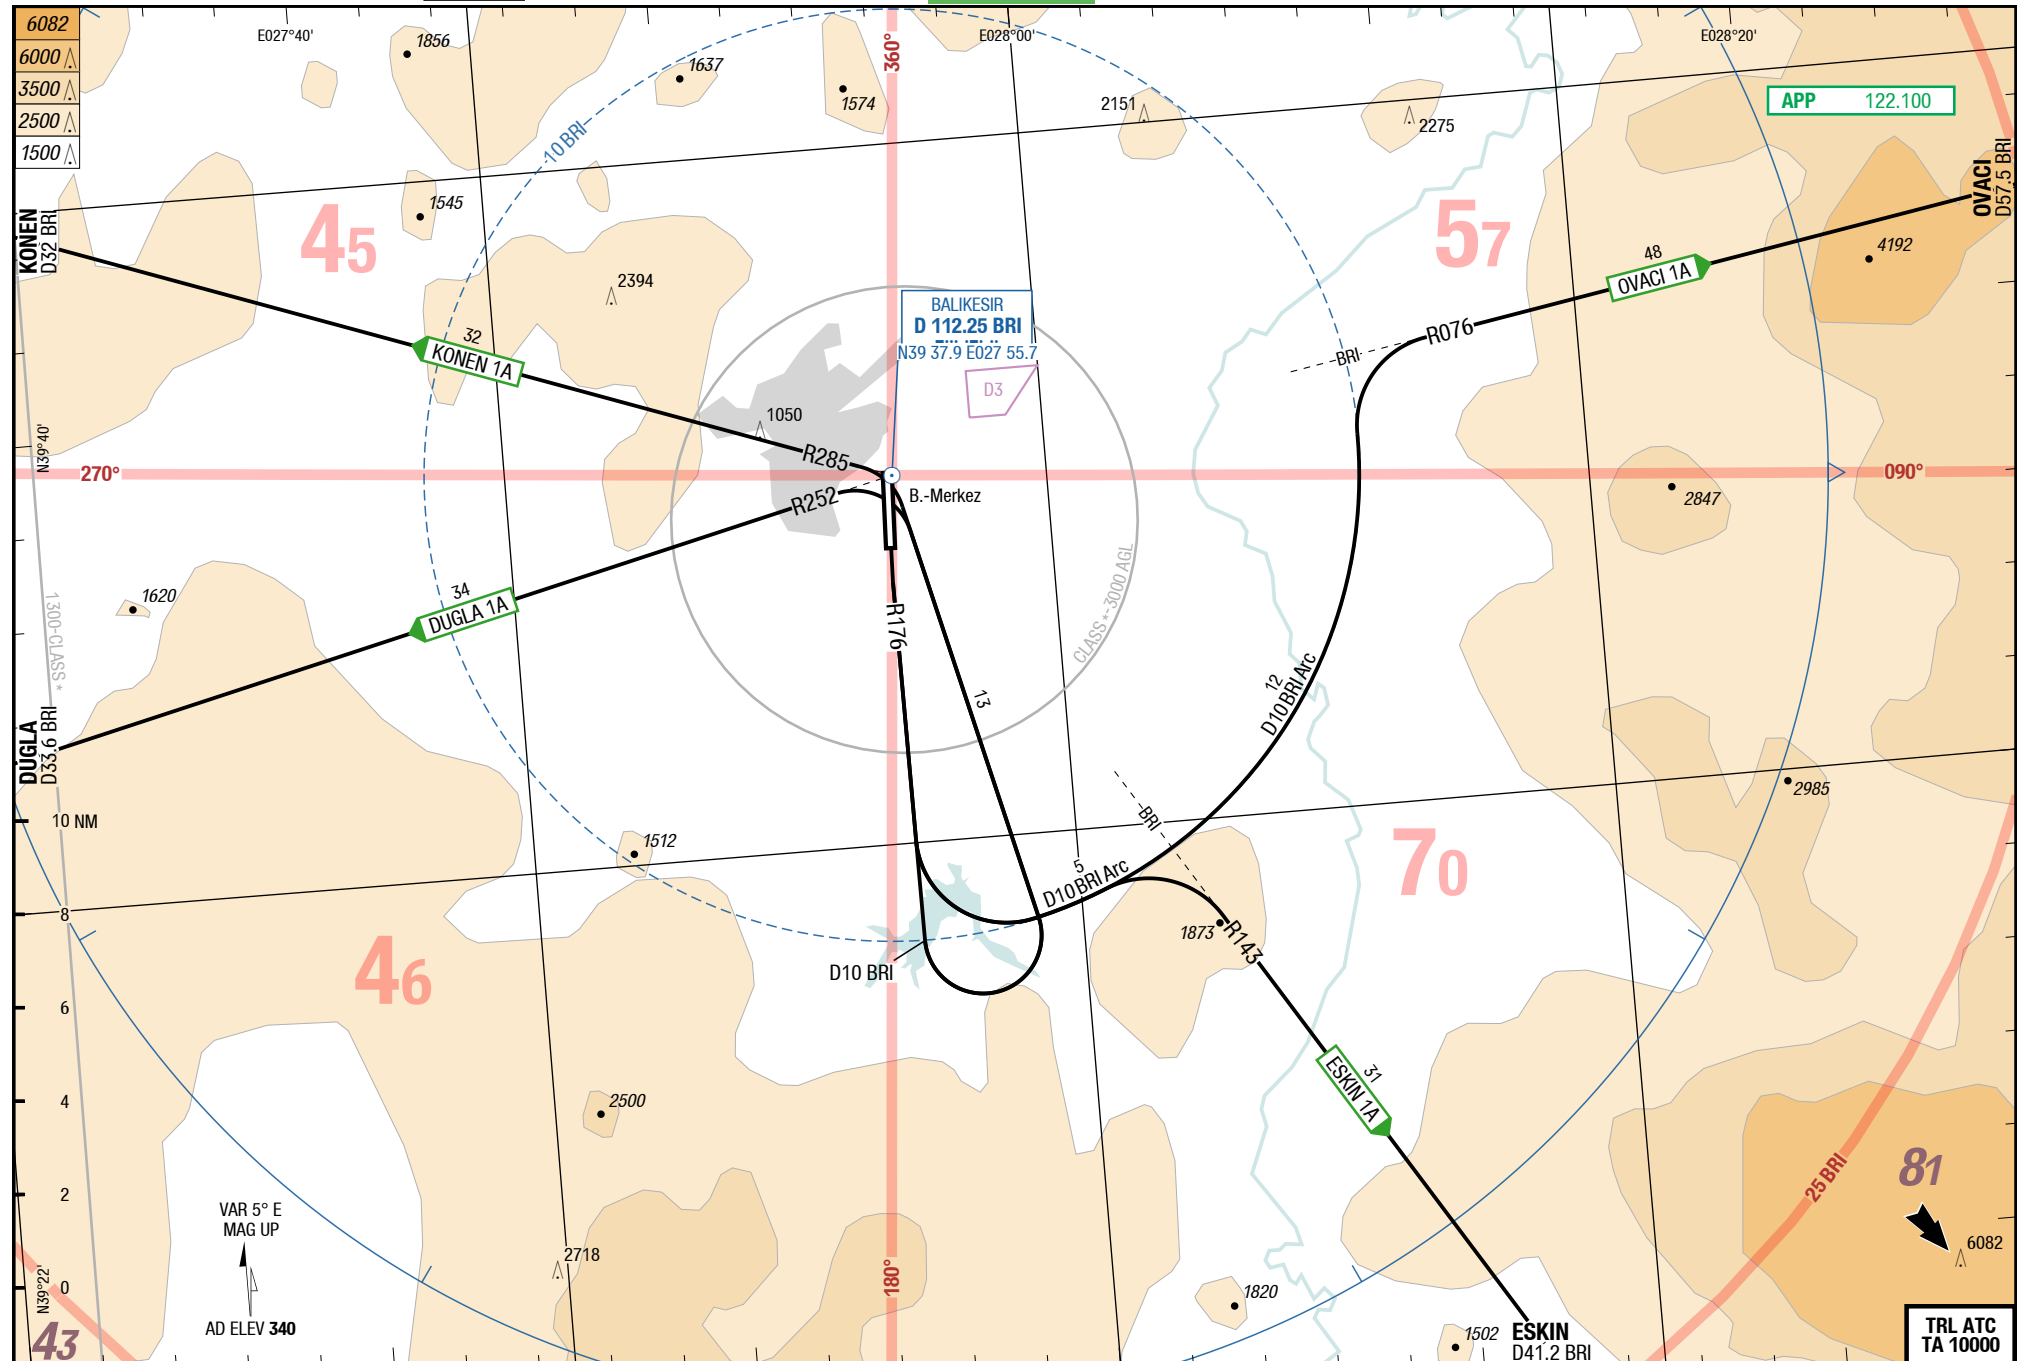 6082
6000
3500
2500
1500
E027°40'
E028°00'
E028°20'
360°
1856
1637
1574
2151
2275
10 BRI
APP 122.100
OVACI
D57.5 BRI
KONEN
D32 BRI
45
1545
57
4192
48
OVACI 1A
2394
BALIKESIR
D 112.25 BRI
N39 37.9 E027 55.7
D3
R076
BRI
32
KONEN 1A
1050
R285
N39°40'
270°
090°
R252
B.-Merkez
2847
CLASS *-3000 AGL
1300-CLASS *
1620
34
DUGLA 1A
R176
13
12
D10 BRI Arc
DUGLA
D33.6 BRI
2985
10 NM
BRI
1512
5
D10 BRI Arc
70
8
1873
R143
46
D10 BRI
6
31
ESKIN 1A
4
2500
25 BRI
81
2
VAR 5° E
MAG UP
2718
180°
6082
N39°22'
0
1820
AD ELEV 340
43
1502
ESKIN
D41.2 BRI
TRL ATC
TA 10000